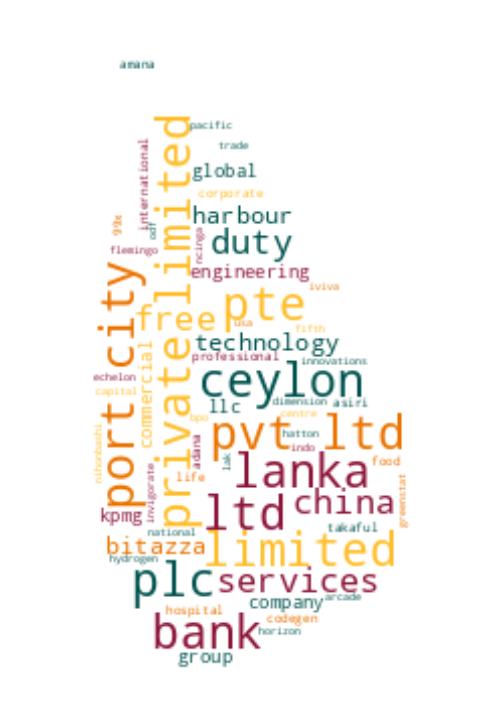 amana
private limited
pacific
trade
international
global
corporate
99x
odf
harbour
flemingo
ncinga
duty
engineering
port city
iviva
pte
free
usa
fifth
technology
commercial
professional
innovations
echelon
ceylon
capital
llc
dimension
asiri
bpo
centre
pvt ltd
nihonbashi
hatton
adana
indo
lanka
lak
food
invigorate
life
greenstat
ltd
china
kpmg
takaful
national
bitazza
limited
hydrogen
plc
services
company
arcade
hospital
codegen
bank
horizon
group